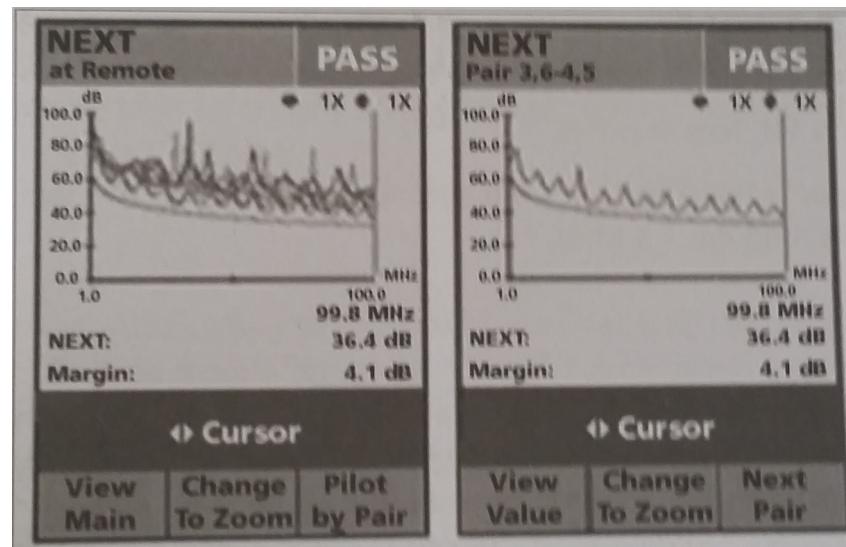 NEXT
at Remote
PASS
dB
1X 1X
100.0
80.0
60.0
40.0
20.0
0.0
MHz
1.0 100.0
99.8 MHz
NEXT: 36.4 dB
Margin: 4.1 dB
Cursor
View Main
Change To Zoom
Pilot by Pair
NEXT
Pair 3,6-4,5
PASS
dB
1X 1X
100.0
80.0
60.0
40.0
20.0
0.0
MHz
1.0 100.0
99.8 MHz
NEXT: 36.4 dB
Margin: 4.1 dB
Cursor
View Value
Change To Zoom
Next Pair